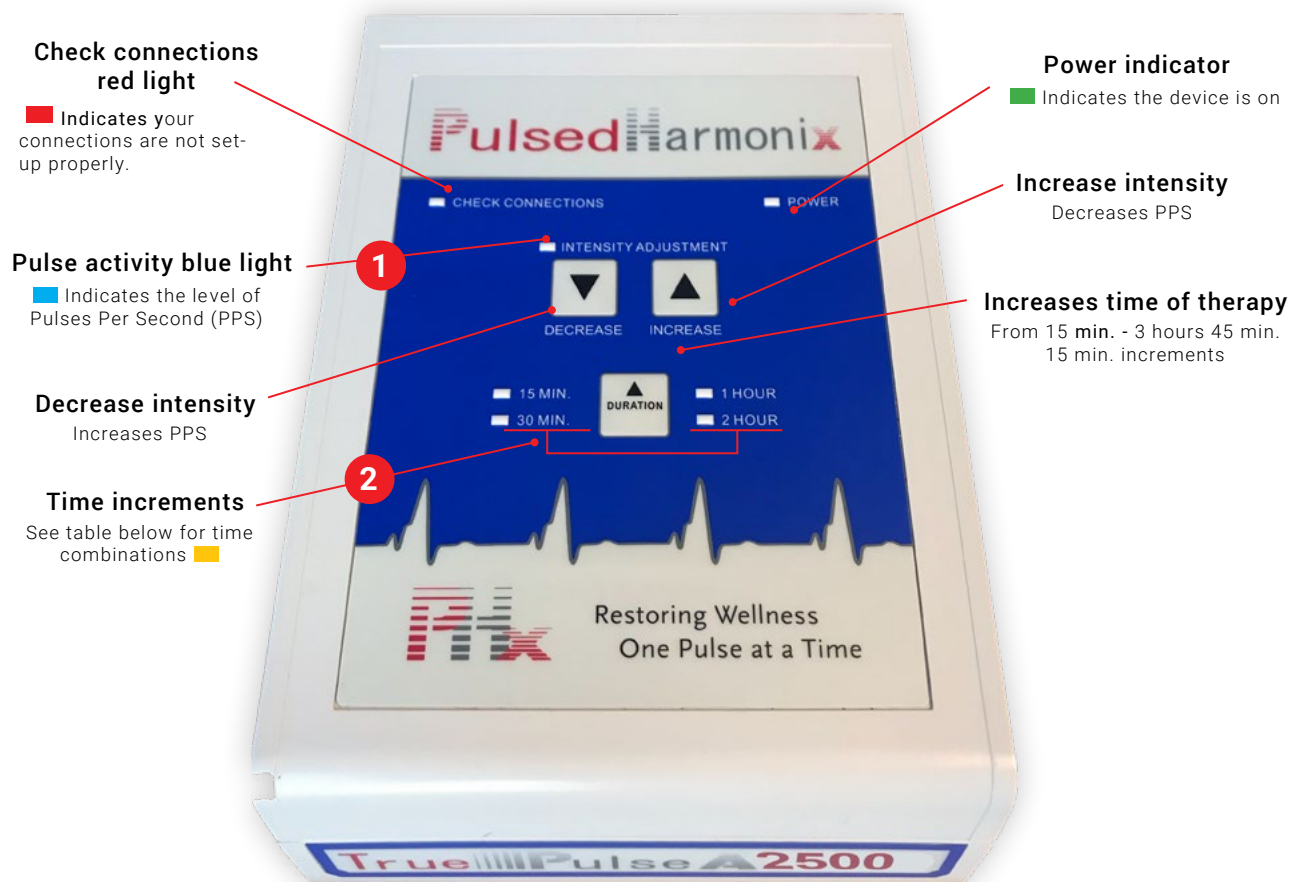 Check connections
red light
Indicates your
connections are not set-
up properly.
Pulse activity blue light
Indicates the level of
Pulses Per Second (PPS)
Decrease intensity
Increases PPS
Time increments
See table below for time
combinations
Power indicator
Indicates the device is on
Increase intensity
Decreases PPS
Increases time of therapy
From 15 min. - 3 hours 45 min.
15 min. increments
PulsedHarmonix
CHECK CONNECTIONS
POWER
1
INTENSITY ADJUSTMENT
DECREASE
INCREASE
15 MIN.
DURATION
1 HOUR
30 MIN.
2 HOUR
2
PHx
Restoring Wellness
One Pulse at a Time
True Pulse A2500